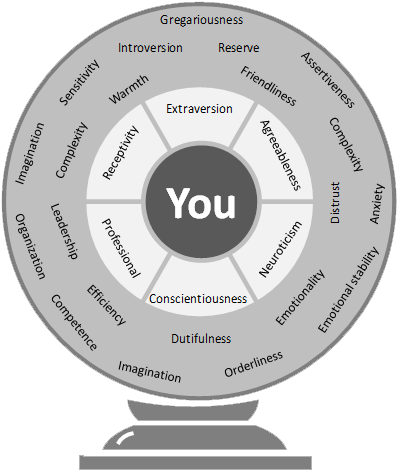 Gregariousness
Introversion
Reserve
Sensitivity
Assertiveness
Warmth
Friendliness
Extraversion
Imagination
Complexity
Receptivity
Agreeableness
Complexity
You
Distrust
Anxiety
Organization
Leadership
Professional
Neuroticism
Emotional stability
Efficiency
Conscientiousness
Emotionality
Competence
Dutifulness
Imagination
Orderliness